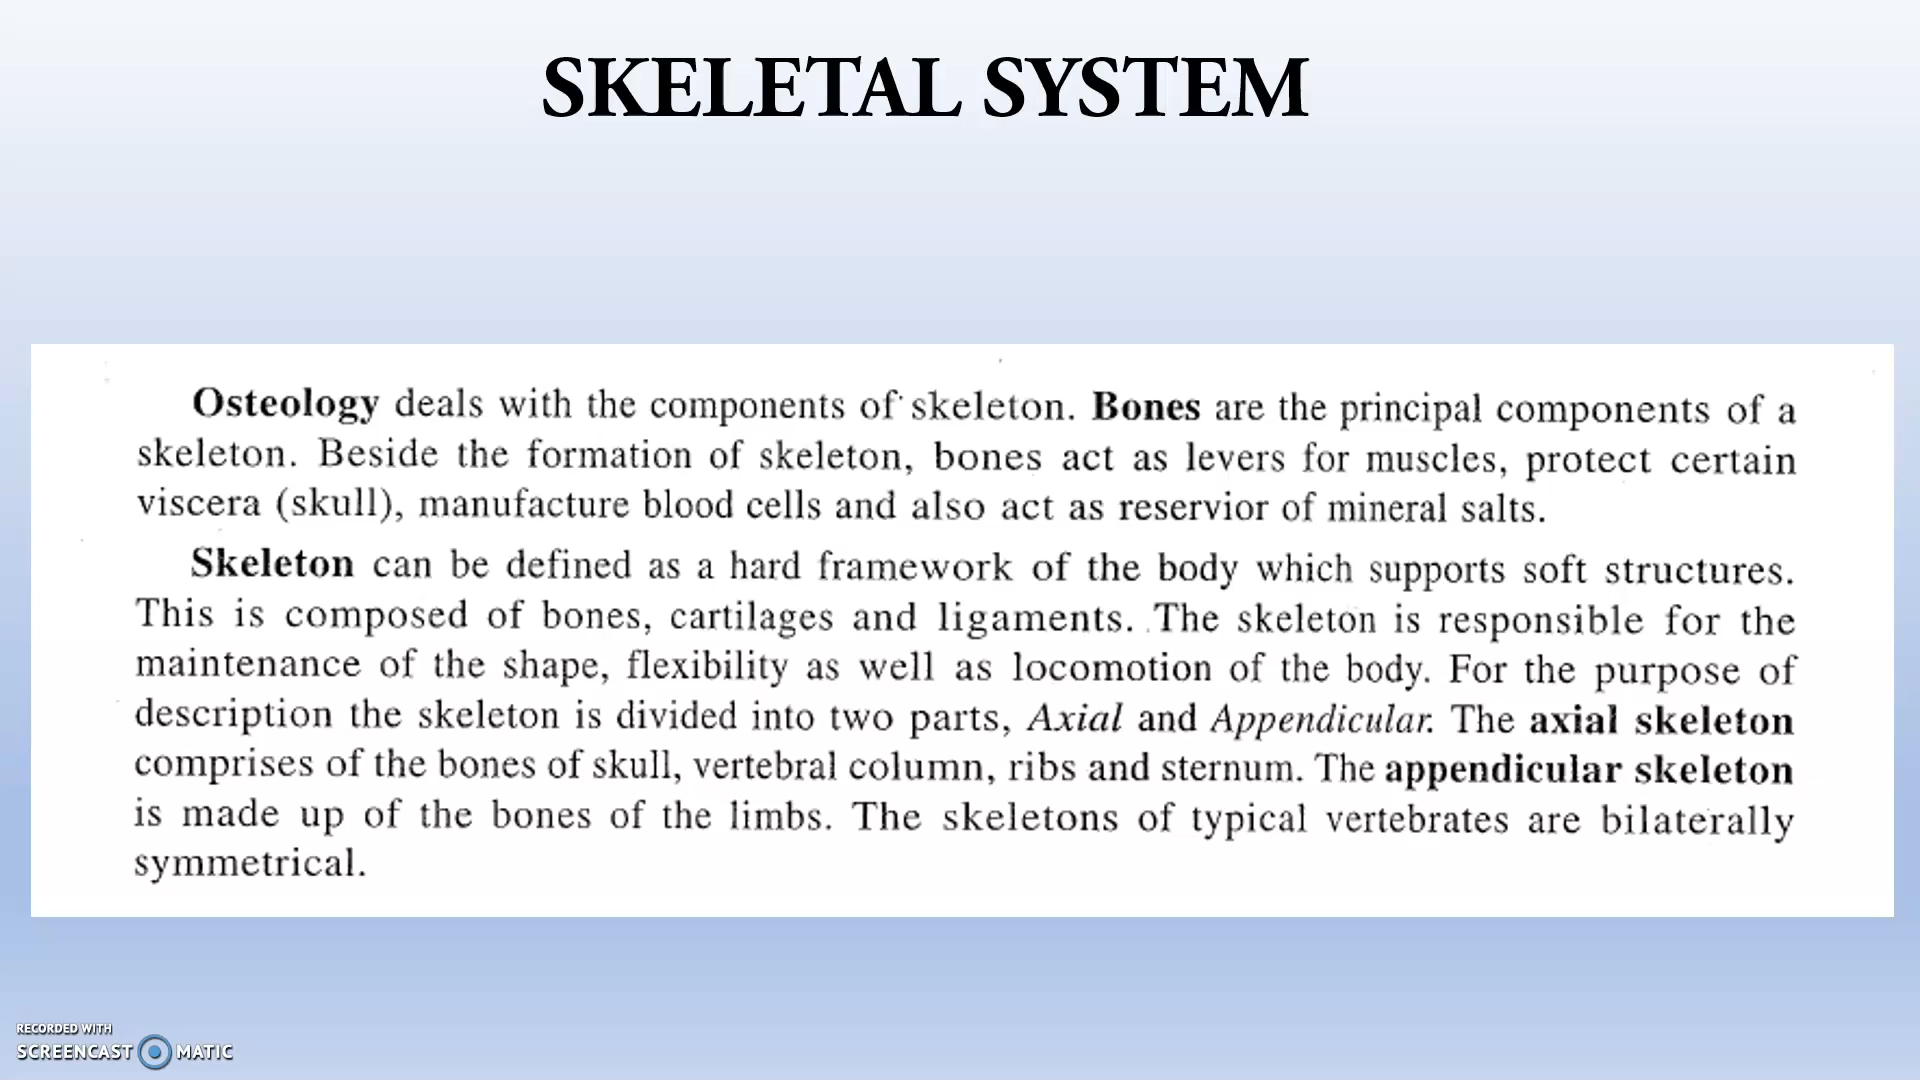 SKELETAL SYSTEM
Osteology deals with the components of skeleton. Bones are the principal components of a
skeleton. Beside the formation of skeleton, bones act as levers for muscles, protect certain
viscera (skull), manufacture blood cells and also act as reservior of mineral salts.
Skeleton can be defined as a hard framework of the body which supports soft structures.
This is composed of bones, cartilages and ligaments. The skeleton is responsible for the
maintenance of the shape, flexibility as well as locomotion of the body. For the purpose of
description the skeleton is divided into two parts, Axial and Appendicular. The axial skeleton
comprises of the bones of skull, vertebral column, ribs and sternum. The appendicular skeleton
is made up of the bones of the limbs. The skeletons of typical vertebrates are bilaterally
symmetrical.
RECORDED WITH
SCREENCAST MATIC